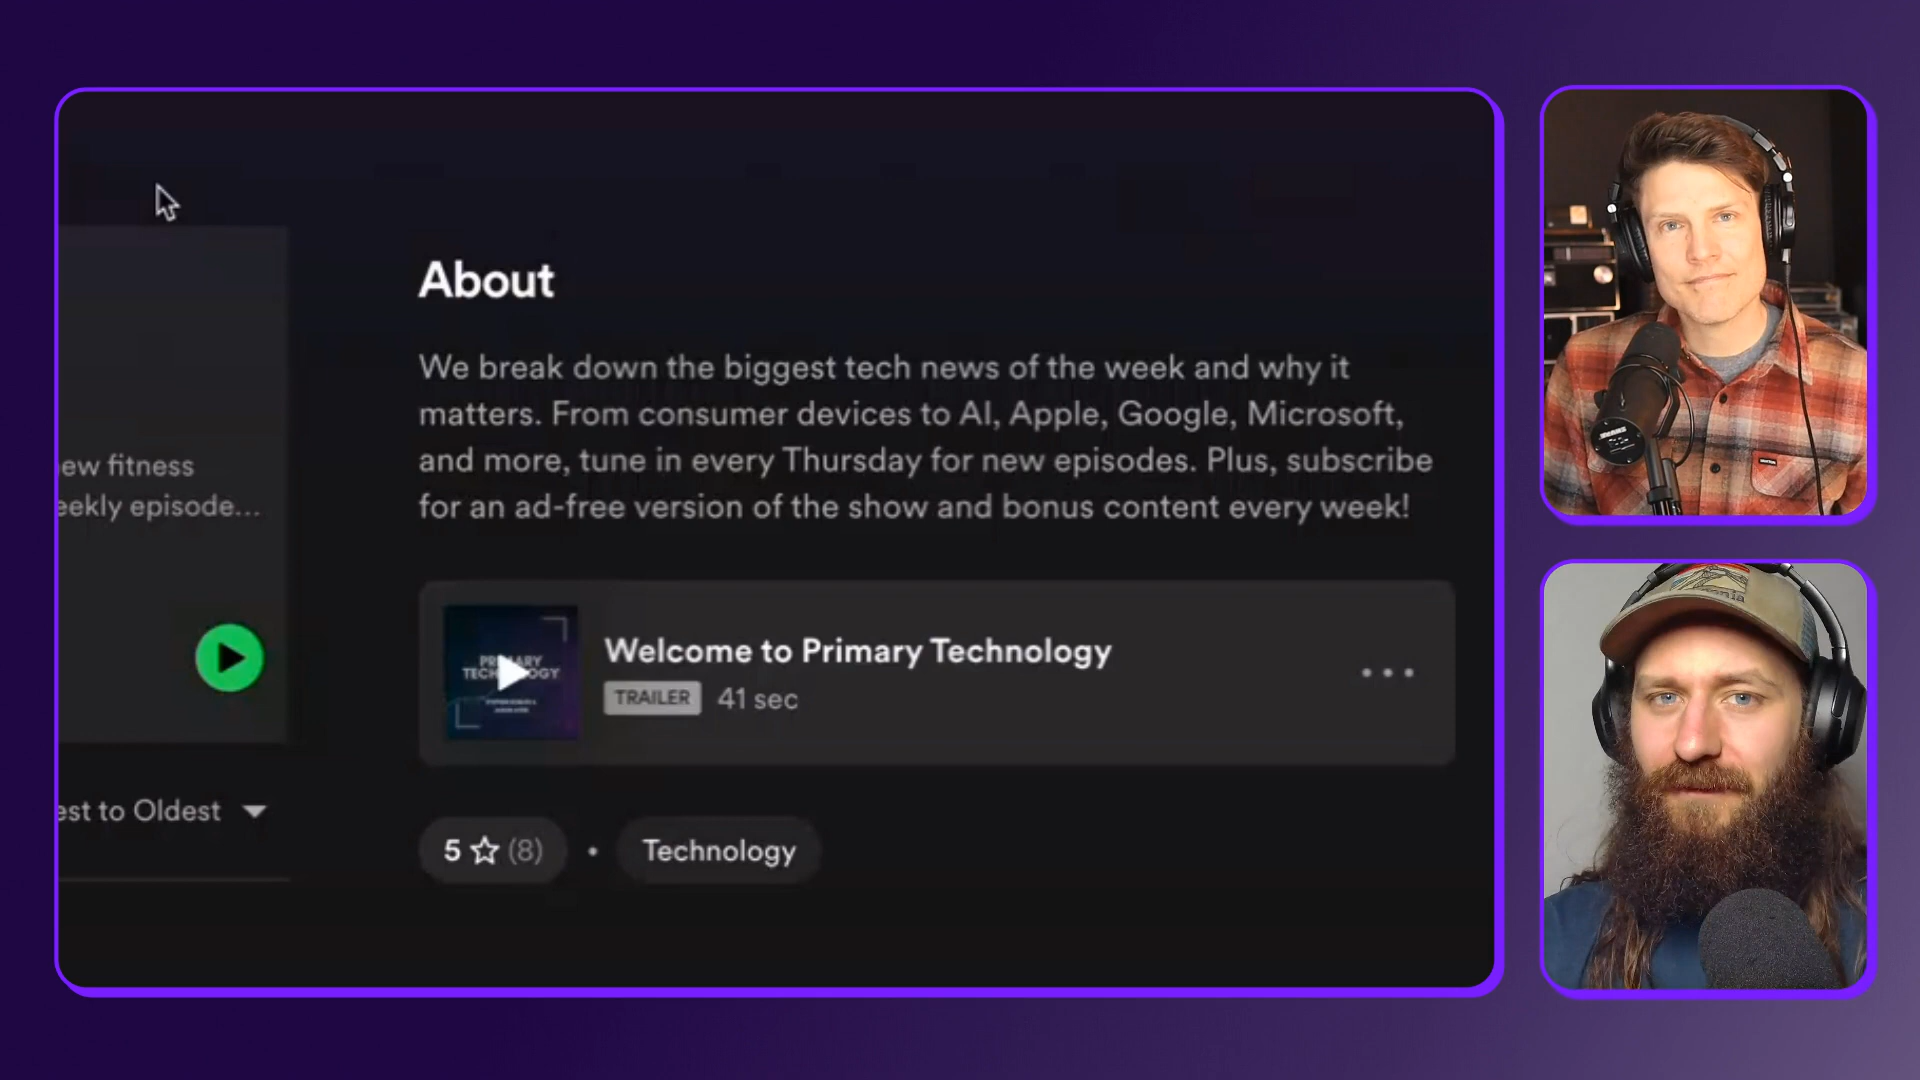 About
We break down the biggest tech news of the week and why it
matters. From consumer devices to AI, Apple, Google, Microsoft,
and more, tune in every Thursday for new episodes. Plus, subscribe
for an ad-free version of the show and bonus content every week!
ew fitness
eekly episode...
PRIMARY
TECHNOLOGY
Welcome to Primary Technology
TRAILER 41 sec
est to Oldest
5 (8) • Technology